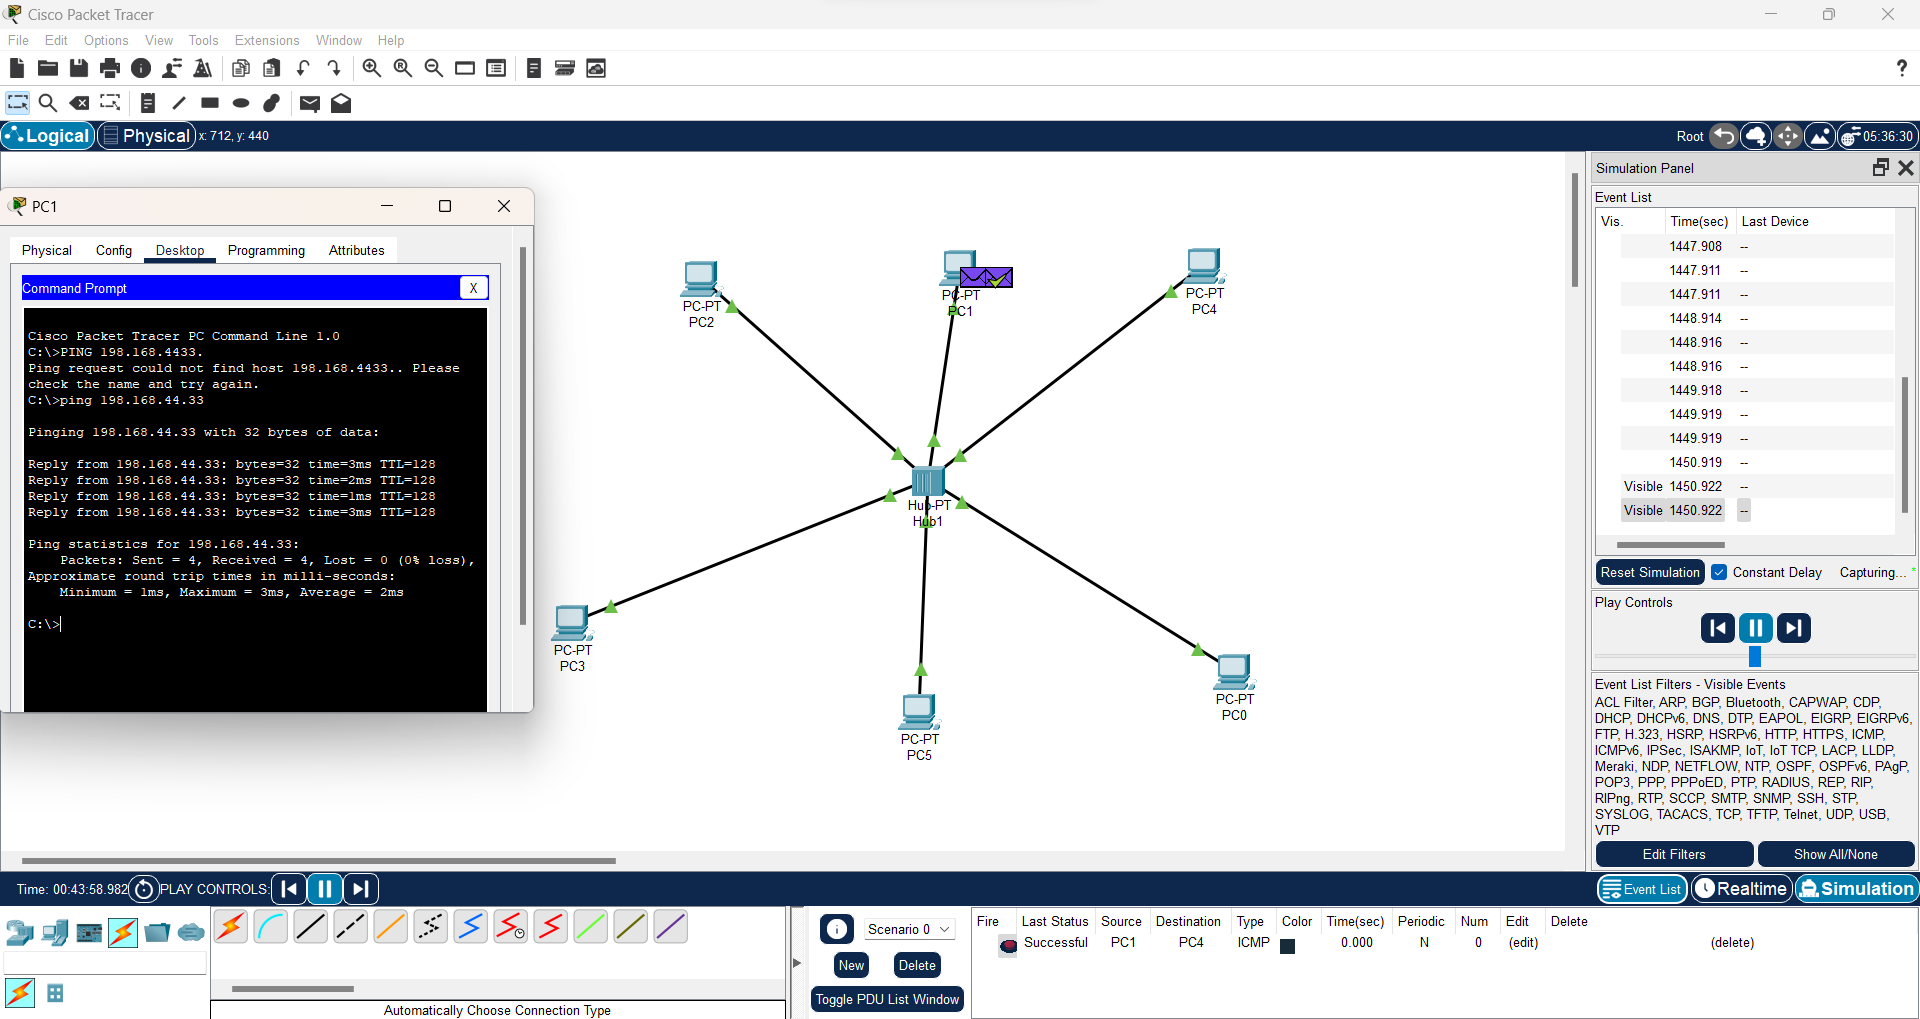 Cisco Packet Tracer
File Edit Options View Tools Extensions Window Help
?
Logical Physical x: 712, y: 440
Root 05:36:30
PC1
Physical Config Desktop Programming Attributes
Command Prompt X
Cisco Packet Tracer PC Command Line 1.0
C:\>PING 198.168.4433.
Ping request could not find host 198.168.4433.. Please
check the name and try again.
C:\>ping 198.168.44.33
Pinging 198.168.44.33 with 32 bytes of data:
Reply from 198.168.44.33: bytes=32 time=3ms TTL=128
Reply from 198.168.44.33: bytes=32 time=2ms TTL=128
Reply from 198.168.44.33: bytes=32 time=1ms TTL=128
Reply from 198.168.44.33: bytes=32 time=3ms TTL=128
Ping statistics for 198.168.44.33:
Packets: Sent = 4, Received = 4, Lost = 0 (0% loss),
Approximate round trip times in milli-seconds:
Minimum = 1ms, Maximum = 3ms, Average = 2ms
C:\>
PC-PT
PC2
PC-PT
PC1
PC-PT
PC4
Hub-PT
Hub1
PC-PT
PC3
PC-PT
PC5
PC-PT
PC0
Simulation Panel
Event List
Vis. Time(sec) Last Device
1447.908 --
1447.911 --
1447.911 --
1448.914 --
1448.916 --
1448.916 --
1449.918 --
1449.919 --
1449.919 --
1450.919 --
Visible 1450.922 --
Visible 1450.922 --
Reset Simulation Constant Delay Capturing...
Play Controls
Event List Filters - Visible Events
ACL Filter, ARP, BGP, Bluetooth, CAPWAP, CDP,
DHCP, DHCPv6, DNS, DTP, EAPOL, EIGRP, EIGRPv6,
FTP, H.323, HSRP, HSRPv6, HTTP, HTTPS, ICMP,
ICMPv6, IPSec, ISAKMP, IoT, IoT TCP, LACP, LLDP,
Meraki, NDP, NETFLOW, NTP, OSPF, OSPFv6, PAgP,
POP3, PPP, PPPoED, PTP, RADIUS, REP, RIP,
RIPng, RTP, SCCP, SMTP, SNMP, SSH, STP,
SYSLOG, TACACS, TCP, TFTP, Telnet, UDP, USB,
VTP
Edit Filters Show All/None
Time: 00:43:58.982 PLAY CONTROLS:
Event List Realtime Simulation
Automatically Choose Connection Type
Scenario 0
New Delete
Toggle PDU List Window
Fire Last Status Source Destination Type Color Time(sec) Periodic Num Edit Delete
Successful PC1 PC4 ICMP 0.000 N 0 (edit) (delete)